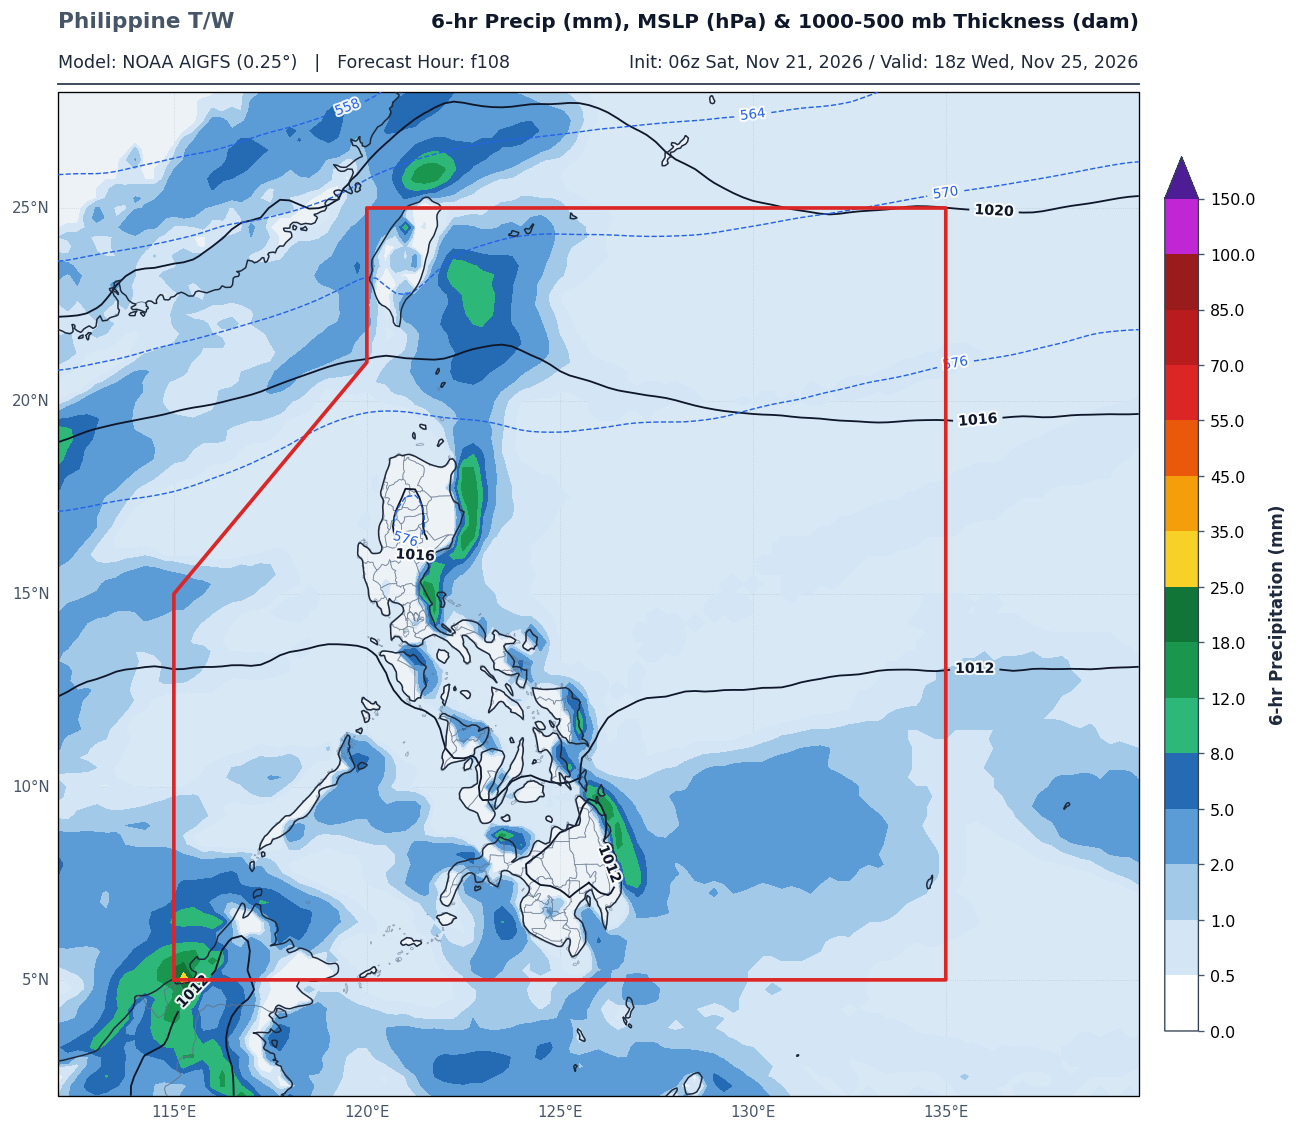 Philippine T/W
6-hr Precip (mm), MSLP (hPa) & 1000-500 mb Thickness (dam)
Model: NOAA AIGFS (0.25°) | Forecast Hour: f108
Init: 06z Sat, Nov 21, 2026 / Valid: 18z Wed, Nov 25, 2026
558
564
570
1020
576
1016
576
1016
1012
1012
1012
25°N
20°N
15°N
10°N
5°N
115°E
120°E
125°E
130°E
135°E
150.0
100.0
85.0
70.0
55.0
45.0
35.0
25.0
18.0
12.0
8.0
5.0
2.0
1.0
0.5
0.0
6-hr Precipitation (mm)